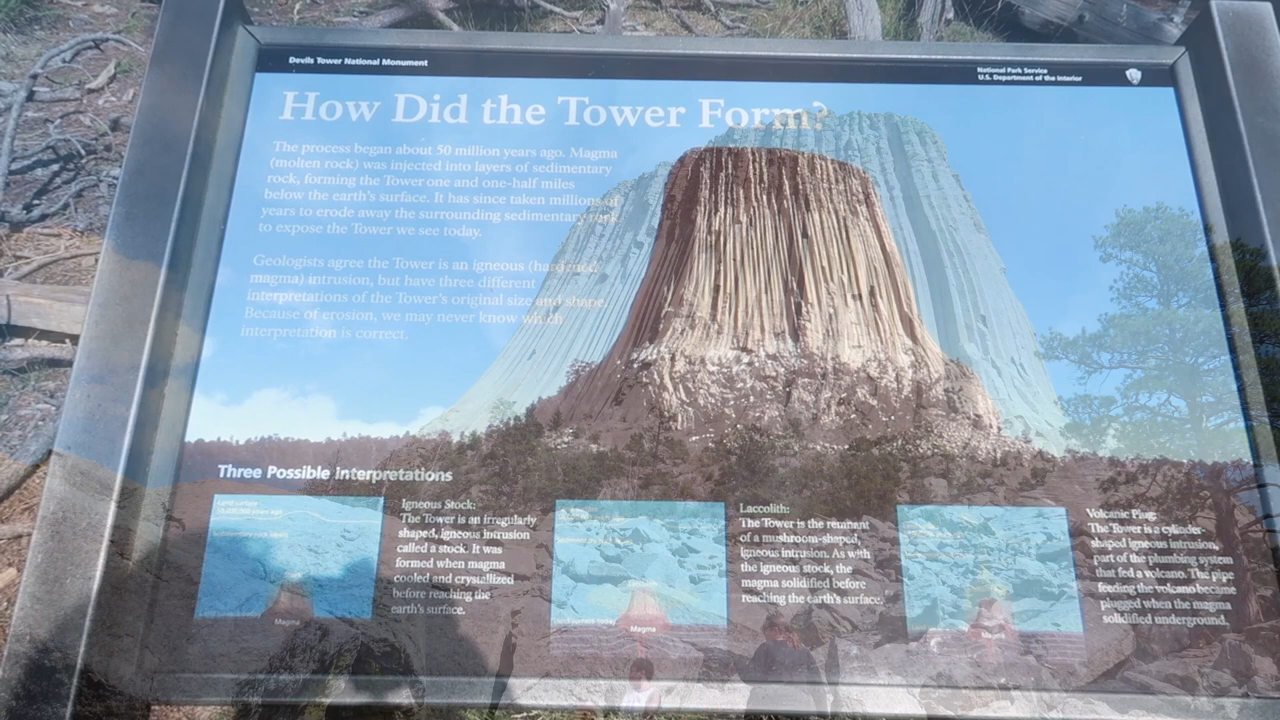 Devils Tower National Monument
National Park Service
U.S. Department of the Interior
How Did the Tower Form?
The process began about 50 million years ago. Magma
(molten rock) was injected into layers of sedimentary
rock, forming the Tower one and one-half miles
below the earth's surface. It has since taken millions of
years to erode away the surrounding sedimentary rock
to expose the Tower we see today.
Geologists agree the Tower is an igneous (hardened
magma) intrusion, but have three different
interpretations of the Tower's original size and shape.
Because of erosion, we may never know which
interpretation is correct.
Three Possible Interpretations
Land surface
Magma
Igneous Stock:
The Tower is an irregularly
shaped, igneous intrusion
called a stock. It was
formed when magma
cooled and crystallized
before reaching the
earth's surface.
Magma
Laccolith:
The Tower is the remnant
of a mushroom-shaped,
igneous intrusion. As with
the igneous stock, the
magma solidified before
reaching the earth's surface.
Volcanic Plug:
The Tower is a cylinder-
shaped igneous intrusion,
part of the plumbing system
that fed a volcano. The pipe
feeding the volcano became
plugged when the magma
solidified underground.